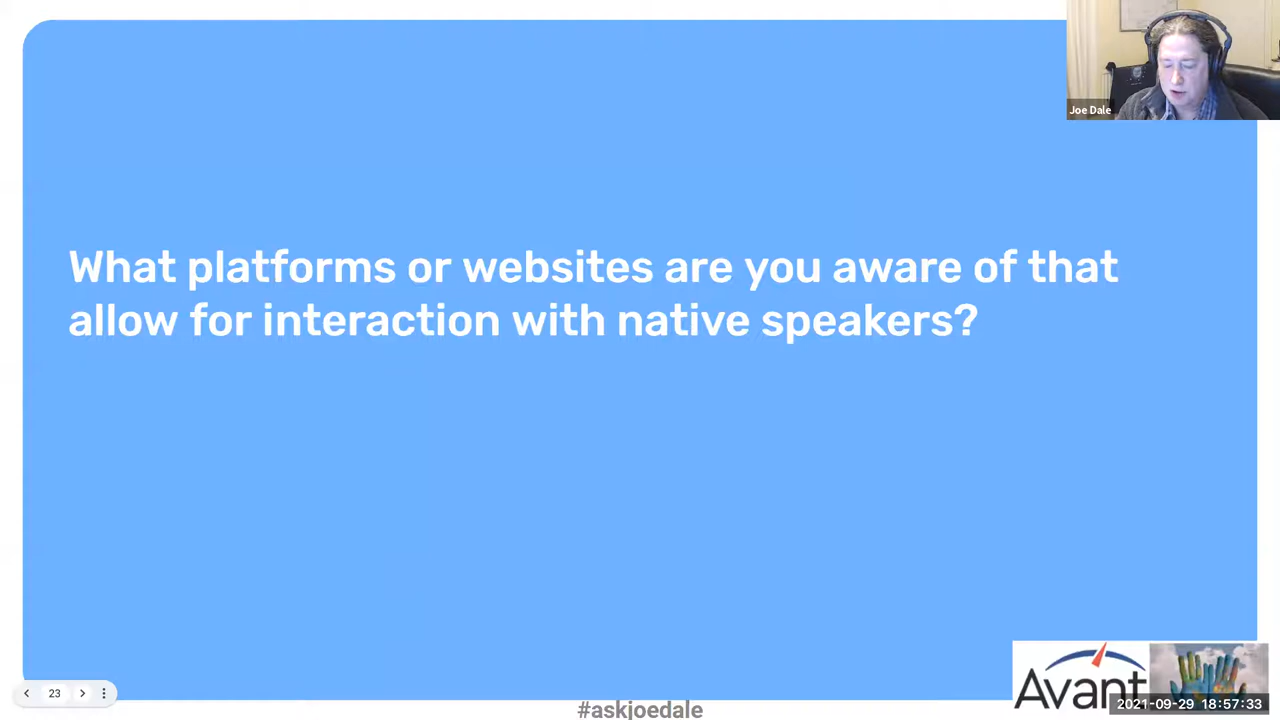 Joe Dale
What platforms or websites are you aware of that
allow for interaction with native speakers?
23
Avant
2021-09-29 18:57:33
#askjoedale